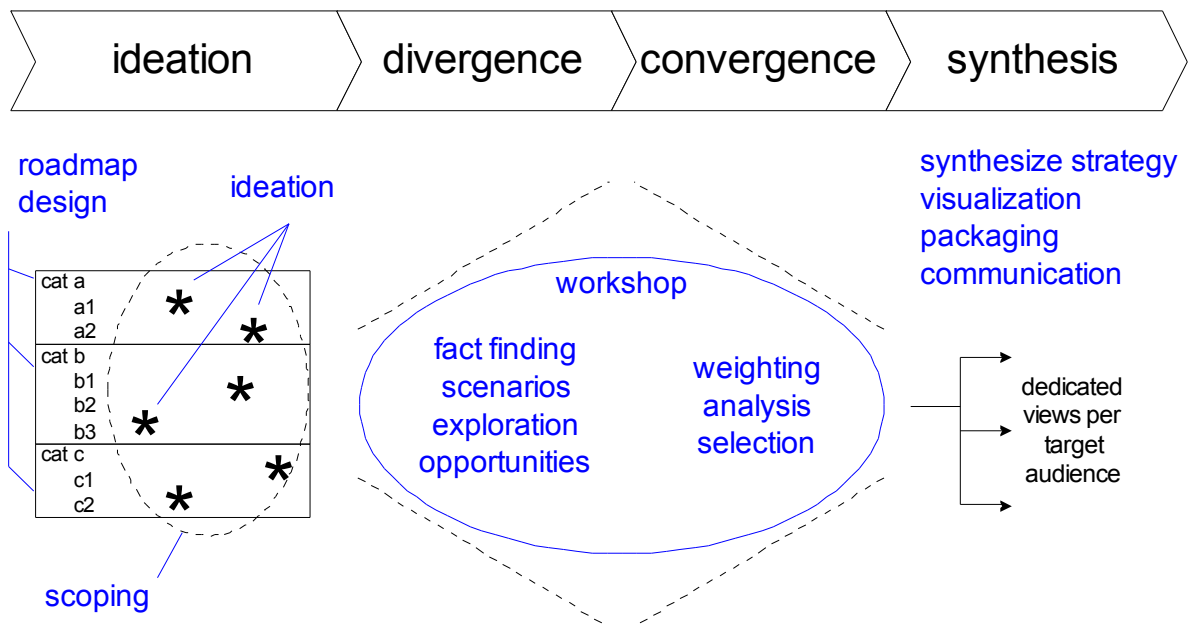 ideation
divergence
convergence
synthesis
roadmap
design
ideation
cat a
a1
a2
cat b
b1
b2
b3
cat c
c1
c2
*
*
*
*
*
*
scoping
workshop
fact finding
scenarios
exploration
opportunities
weighting
analysis
selection
synthesize strategy
visualization
packaging
communication
dedicated
views per
target
audience